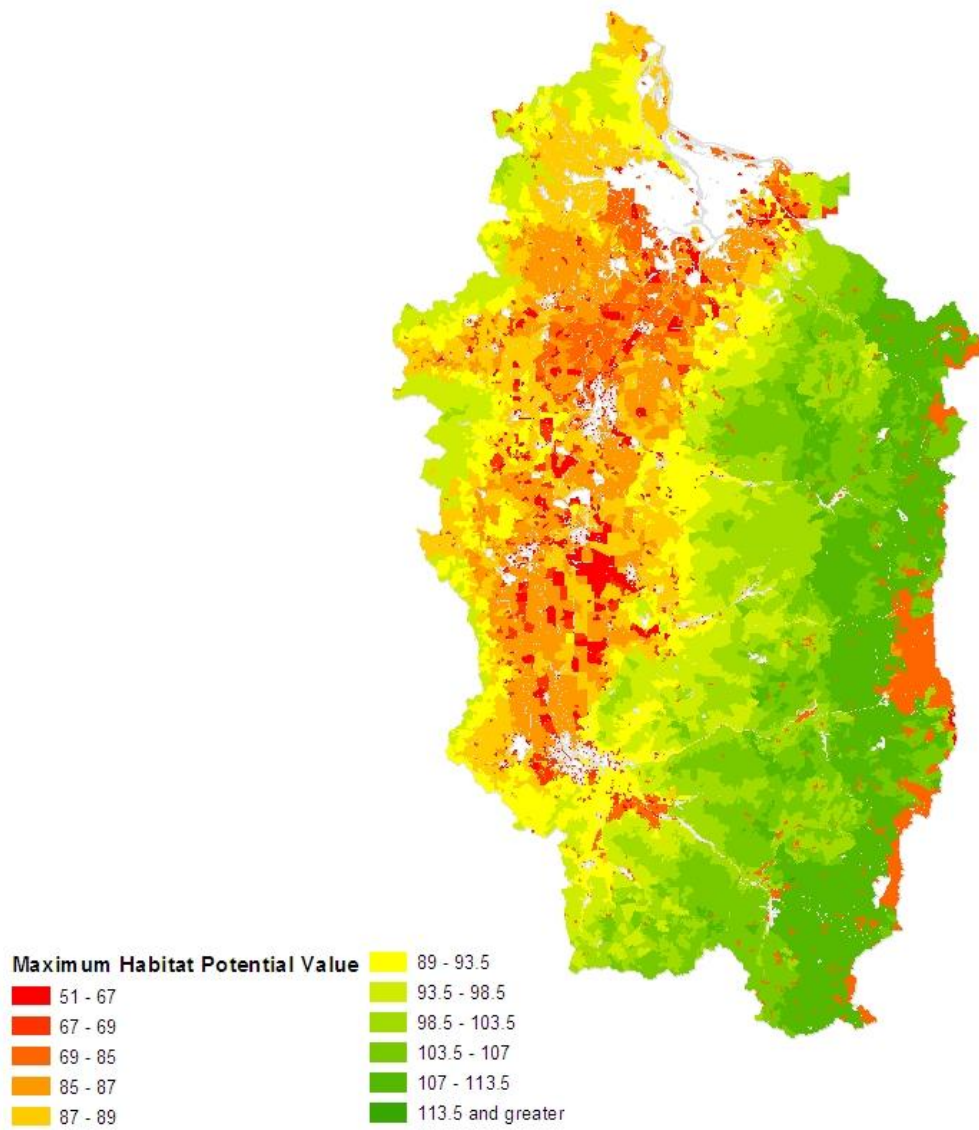 Maximum Habitat Potential Value
51 - 67
67 - 69
69 - 85
85 - 87
87 - 89
89 - 93.5
93.5 - 98.5
98.5 - 103.5
103.5 - 107
107 - 113.5
113.5 and greater